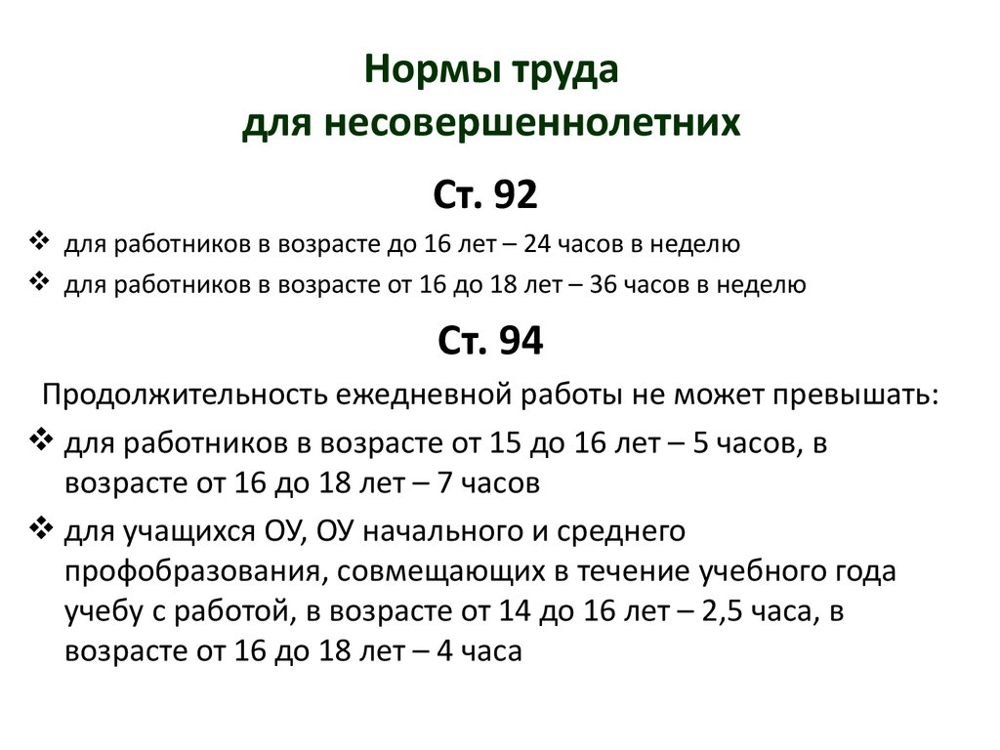 Нормы труда
для несовершеннолетних
Ст. 92
❖ для работников в возрасте до 16 лет – 24 часов в неделю
❖ для работников в возрасте от 16 до 18 лет – 36 часов в неделю
Ст. 94
Продолжительность ежедневной работы не может превышать:
❖ для работников в возрасте от 15 до 16 лет – 5 часов, в
возрасте от 16 до 18 лет – 7 часов
❖ для учащихся ОУ, ОУ начального и среднего
профобразования, совмещающих в течение учебного года
учебу с работой, в возрасте от 14 до 16 лет – 2,5 часа, в
возрасте от 16 до 18 лет – 4 часа